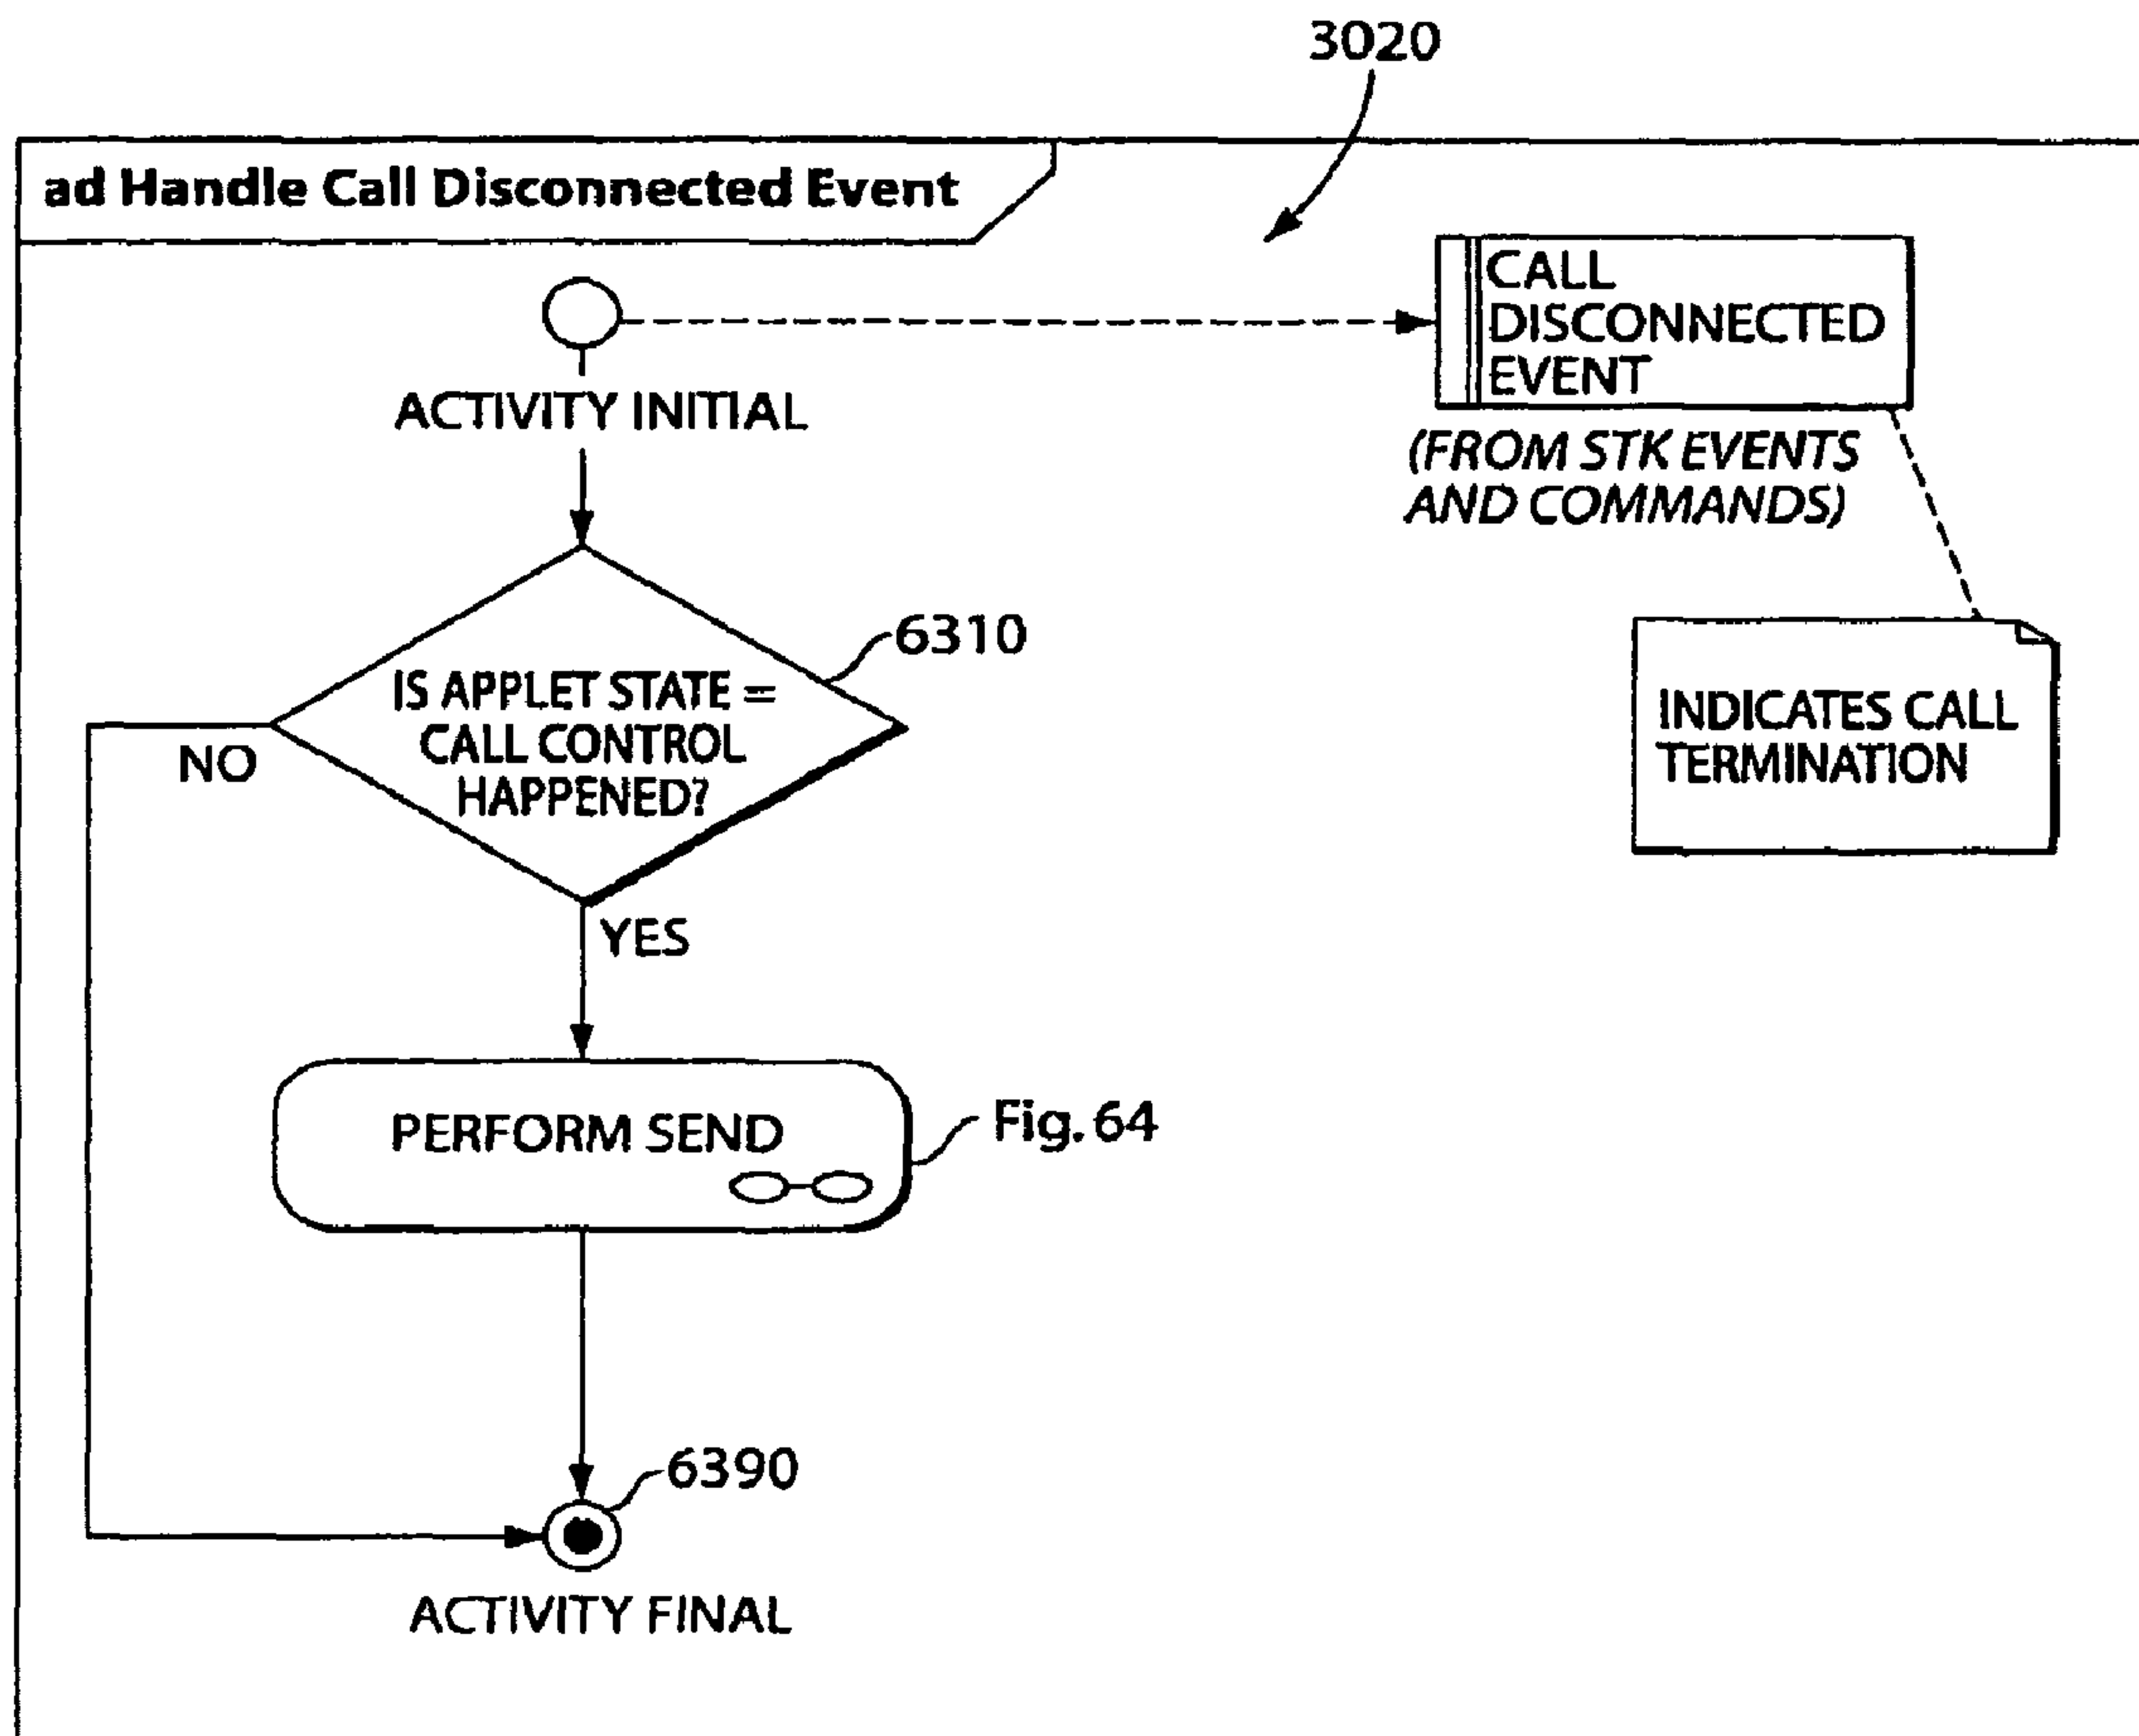 3020
ad Handle Call Disconnected Event
CALL
DISCONNECTED
EVENT
(FROM STK EVENTS
AND COMMANDS)
ACTIVITY INITIAL
6310
IS APPLET STATE =
CALL CONTROL
HAPPENED?
NO
YES
INDICATES CALL
TERMINATION
PERFORM SEND
Fig. 64
6390
ACTIVITY FINAL